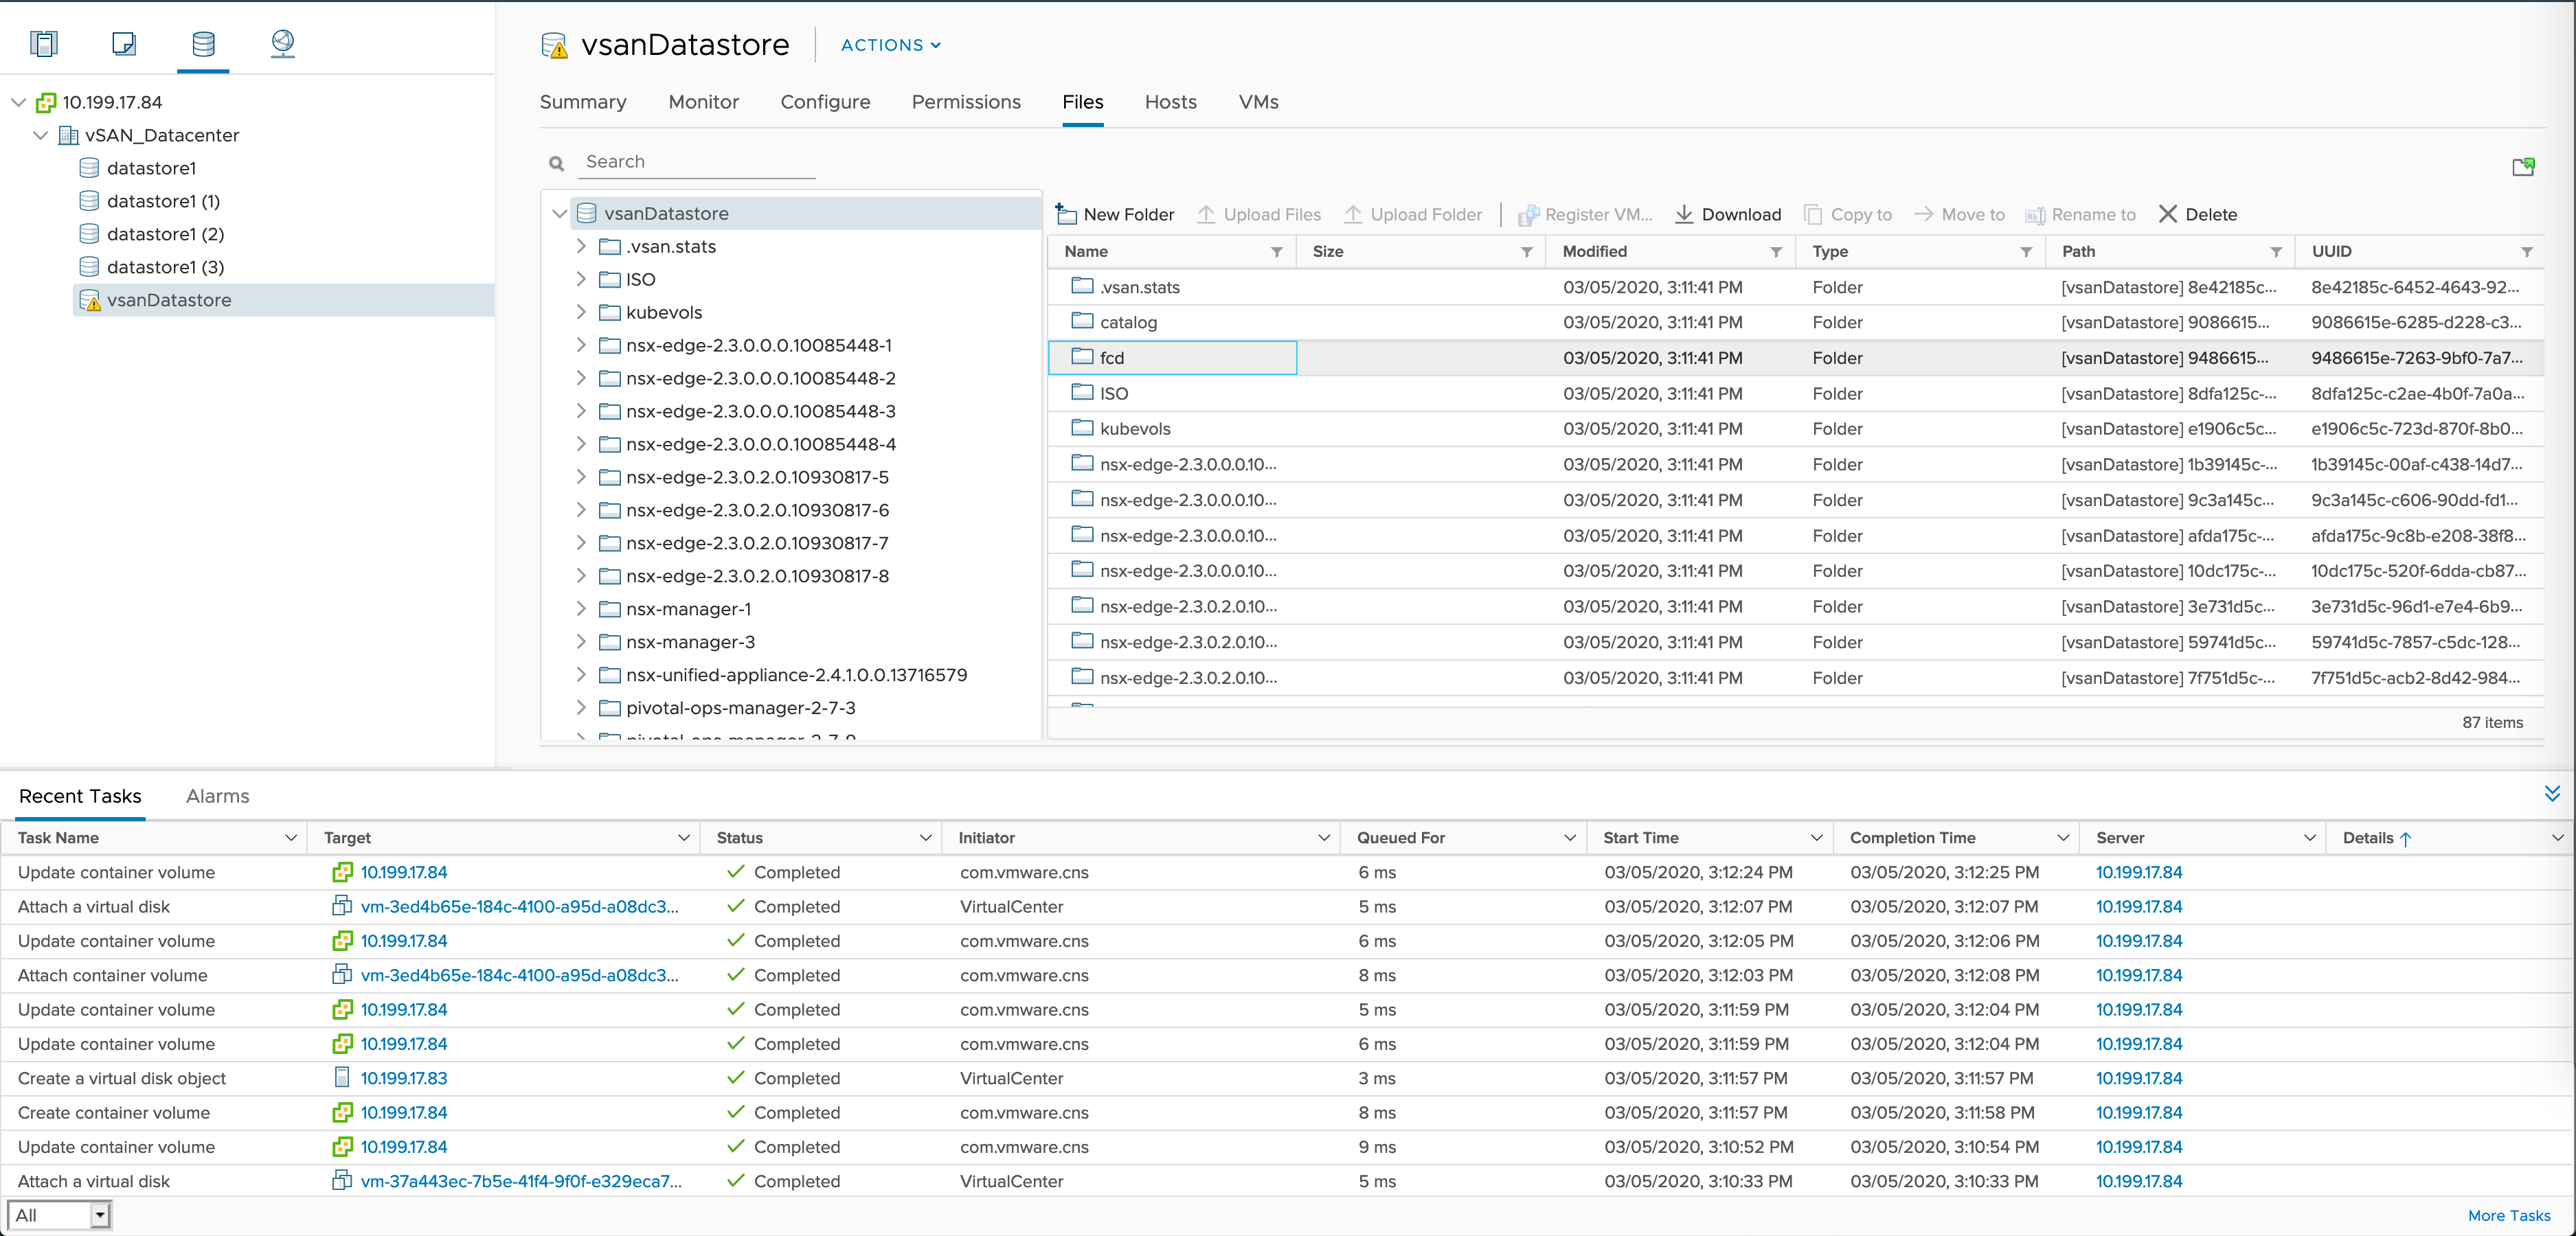 vsanDatastore ACTIONS
10.199.17.84
vSAN_Datacenter
datastore1
datastore1 (1)
datastore1 (2)
datastore1 (3)
vsanDatastore
Summary Monitor Configure Permissions Files Hosts VMs
Search
vsanDatastore
.vsan.stats
ISO
kubevols
nsx-edge-2.3.0.0.0.10085448-1
nsx-edge-2.3.0.0.0.10085448-2
nsx-edge-2.3.0.0.0.10085448-3
nsx-edge-2.3.0.0.0.10085448-4
nsx-edge-2.3.0.2.0.10930817-5
nsx-edge-2.3.0.2.0.10930817-6
nsx-edge-2.3.0.2.0.10930817-7
nsx-edge-2.3.0.2.0.10930817-8
nsx-manager-1
nsx-manager-3
nsx-unified-appliance-2.4.1.0.0.13716579
pivotal-ops-manager-2-7-3
New Folder Upload Files Upload Folder Register VM... Download Copy to Move to Rename to Delete
Name Size Modified Type Path UUID
.vsan.stats 03/05/2020, 3:11:41 PM Folder [vsanDatastore] 8e42185c-... 8e42185c-6452-4643-92...
catalog 03/05/2020, 3:11:41 PM Folder [vsanDatastore] 9086615... 9086615e-6285-d228-c3...
fcd 03/05/2020, 3:11:41 PM Folder [vsanDatastore] 9486615... 9486615e-7263-9bf0-7a7...
ISO 03/05/2020, 3:11:41 PM Folder [vsanDatastore] 8dfa125c-... 8dfa125c-c2ae-4b0f-7a0a...
kubevols 03/05/2020, 3:11:41 PM Folder [vsanDatastore] e1906c5c... e1906c5c-723d-870f-8b0...
nsx-edge-2.3.0.0.0.10... 03/05/2020, 3:11:41 PM Folder [vsanDatastore] 1b39145c-... 1b39145c-00af-c438-14d7...
nsx-edge-2.3.0.0.0.10... 03/05/2020, 3:11:41 PM Folder [vsanDatastore] 9c3a145c... 9c3a145c-c606-90dd-fd1...
nsx-edge-2.3.0.0.0.10... 03/05/2020, 3:11:41 PM Folder [vsanDatastore] afda175c-... afda175c-9c8b-e208-38f8...
nsx-edge-2.3.0.0.0.10... 03/05/2020, 3:11:41 PM Folder [vsanDatastore] 10dc175c-... 10dc175c-520f-6dda-cb87...
nsx-edge-2.3.0.2.0.10... 03/05/2020, 3:11:41 PM Folder [vsanDatastore] 3e731d5c... 3e731d5c-96d1-e7e4-6b9...
nsx-edge-2.3.0.2.0.10... 03/05/2020, 3:11:41 PM Folder [vsanDatastore] 59741d5c... 59741d5c-7857-c5dc-128...
nsx-edge-2.3.0.2.0.10... 03/05/2020, 3:11:41 PM Folder [vsanDatastore] 7f751d5c-... 7f751d5c-acb2-8d42-984...
87 items
Recent Tasks Alarms
Task Name Target Status Initiator Queued For Start Time Completion Time Server Details
Update container volume 10.199.17.84 Completed com.vmware.cns 6 ms 03/05/2020, 3:12:24 PM 03/05/2020, 3:12:25 PM 10.199.17.84
Attach a virtual disk vm-3ed4b65e-184c-4100-a95d-a08dc3... Completed VirtualCenter 5 ms 03/05/2020, 3:12:07 PM 03/05/2020, 3:12:07 PM 10.199.17.84
Update container volume 10.199.17.84 Completed com.vmware.cns 6 ms 03/05/2020, 3:12:05 PM 03/05/2020, 3:12:06 PM 10.199.17.84
Attach container volume vm-3ed4b65e-184c-4100-a95d-a08dc3... Completed com.vmware.cns 8 ms 03/05/2020, 3:12:03 PM 03/05/2020, 3:12:08 PM 10.199.17.84
Update container volume 10.199.17.84 Completed com.vmware.cns 5 ms 03/05/2020, 3:11:59 PM 03/05/2020, 3:12:04 PM 10.199.17.84
Update container volume 10.199.17.84 Completed com.vmware.cns 6 ms 03/05/2020, 3:11:59 PM 03/05/2020, 3:12:04 PM 10.199.17.84
Create a virtual disk object 10.199.17.83 Completed VirtualCenter 3 ms 03/05/2020, 3:11:57 PM 03/05/2020, 3:11:57 PM 10.199.17.84
Create container volume 10.199.17.84 Completed com.vmware.cns 8 ms 03/05/2020, 3:11:57 PM 03/05/2020, 3:11:58 PM 10.199.17.84
Update container volume 10.199.17.84 Completed com.vmware.cns 9 ms 03/05/2020, 3:10:52 PM 03/05/2020, 3:10:54 PM 10.199.17.84
Attach a virtual disk vm-37a443ec-7b5e-41f4-9f0f-e329eca7... Completed VirtualCenter 5 ms 03/05/2020, 3:10:33 PM 03/05/2020, 3:10:33 PM 10.199.17.84
All More Tasks